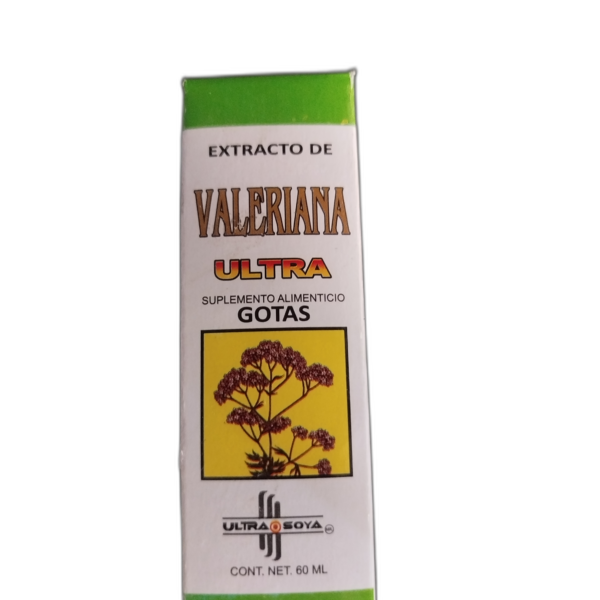 EXTRACTO DE
VALERIANA
ULTRA
SUPLEMENTO ALIMENTICIO
GOTAS
ULTRA SOYA
CONT. NET. 60 ML